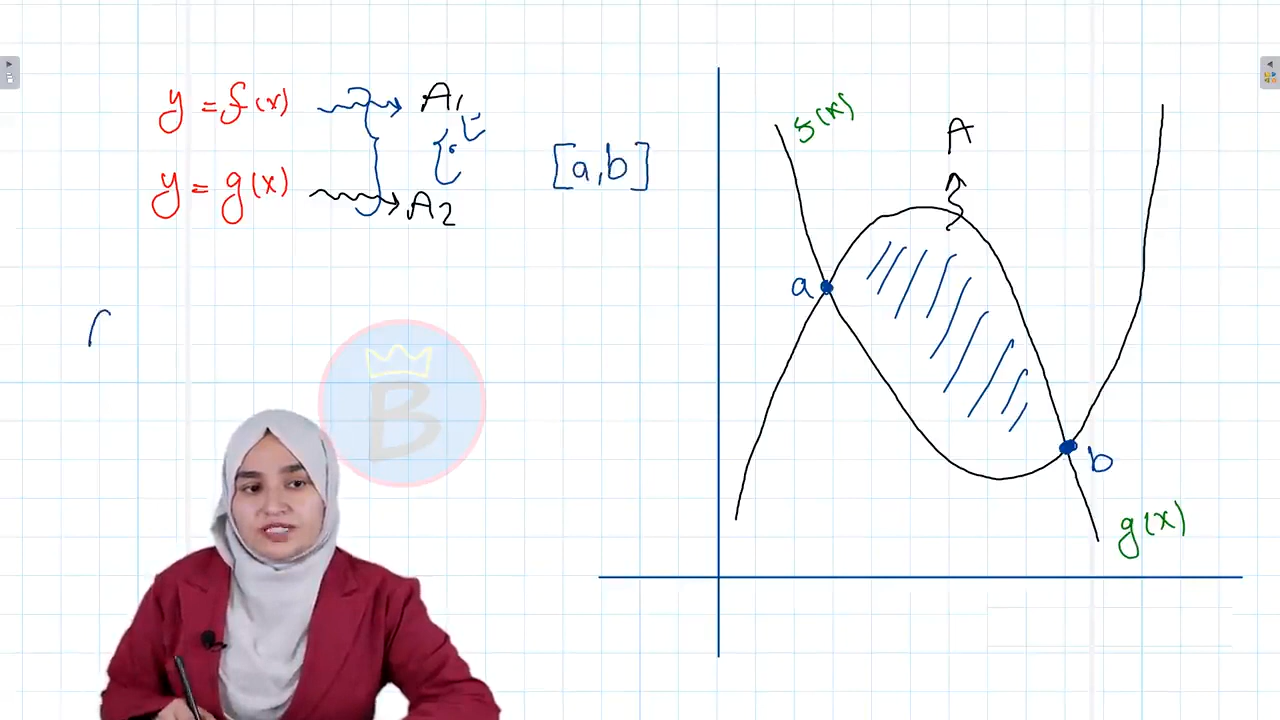 y = f(x) A1
y = g(x) A2
[a,b]
f(x)
A
a
b
g(x)
B